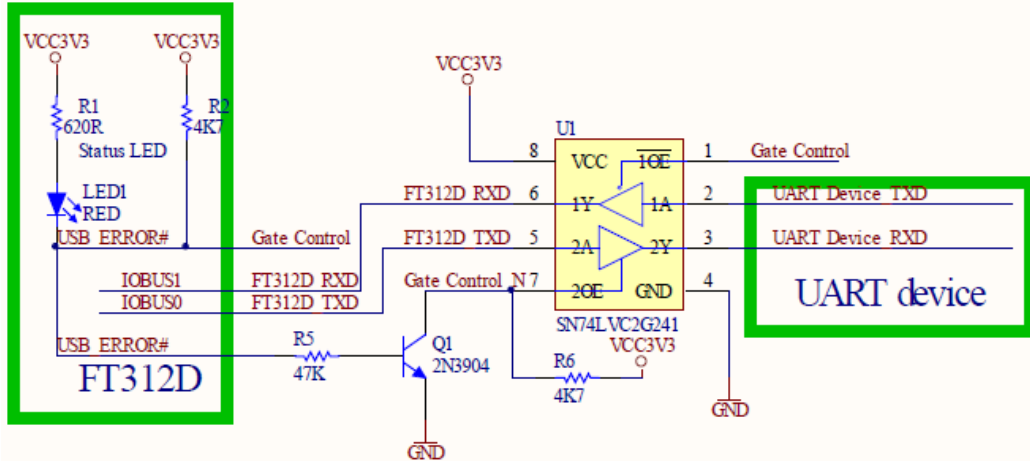 VCC3V3
VCC3V3
R1
620R
R2
4K7
Status LED
LED1
RED
USB ERROR#
Gate Control
IOBUS1
FT312D RXD
IOBUS0
FT312D TXD
USB ERROR#
FT312D
R5
47K
Q1
2N3904
GND
VCC3V3
U1
8
VCC
1OE
1
Gate Control
FT312D RXD
6
1Y
1A
2
UART Device TXD
FT312D TXD
5
2A
2Y
3
UART Device RXD
Gate Control N
7
2OE
GND
4
SN74LVC2G241
UART device
R6
4K7
VCC3V3
GND